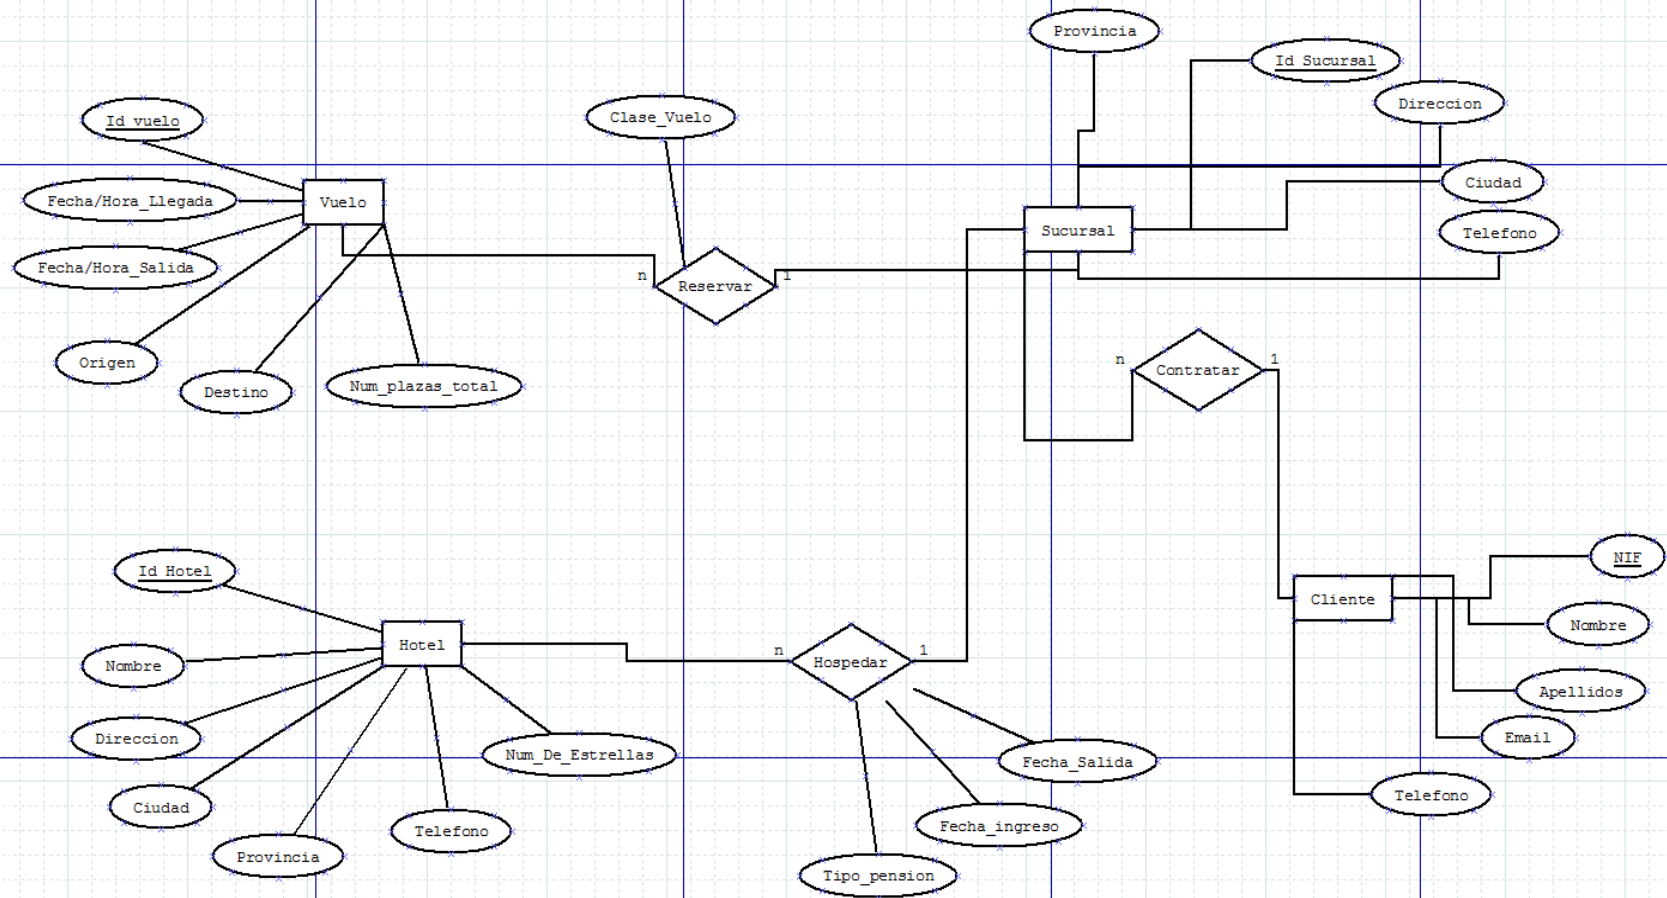 Provincia
Id Sucursal
Direccion
Clase_Vuelo
Id vuelo
Ciudad
Fecha/Hora_Llegada
Vuelo
Sucursal
Telefono
Fecha/Hora_Salida
n
Reservar
1
Origen
Destino
Num_plazas_total
n
Contratar
1
Id Hotel
NIF
Cliente
Nombre
Hotel
n
Hospedar
1
Nombre
Apellidos
Direccion
Num_De_Estrellas
Fecha_Salida
Email
Ciudad
Telefono
Telefono
Fecha_ingreso
Provincia
Tipo_pension